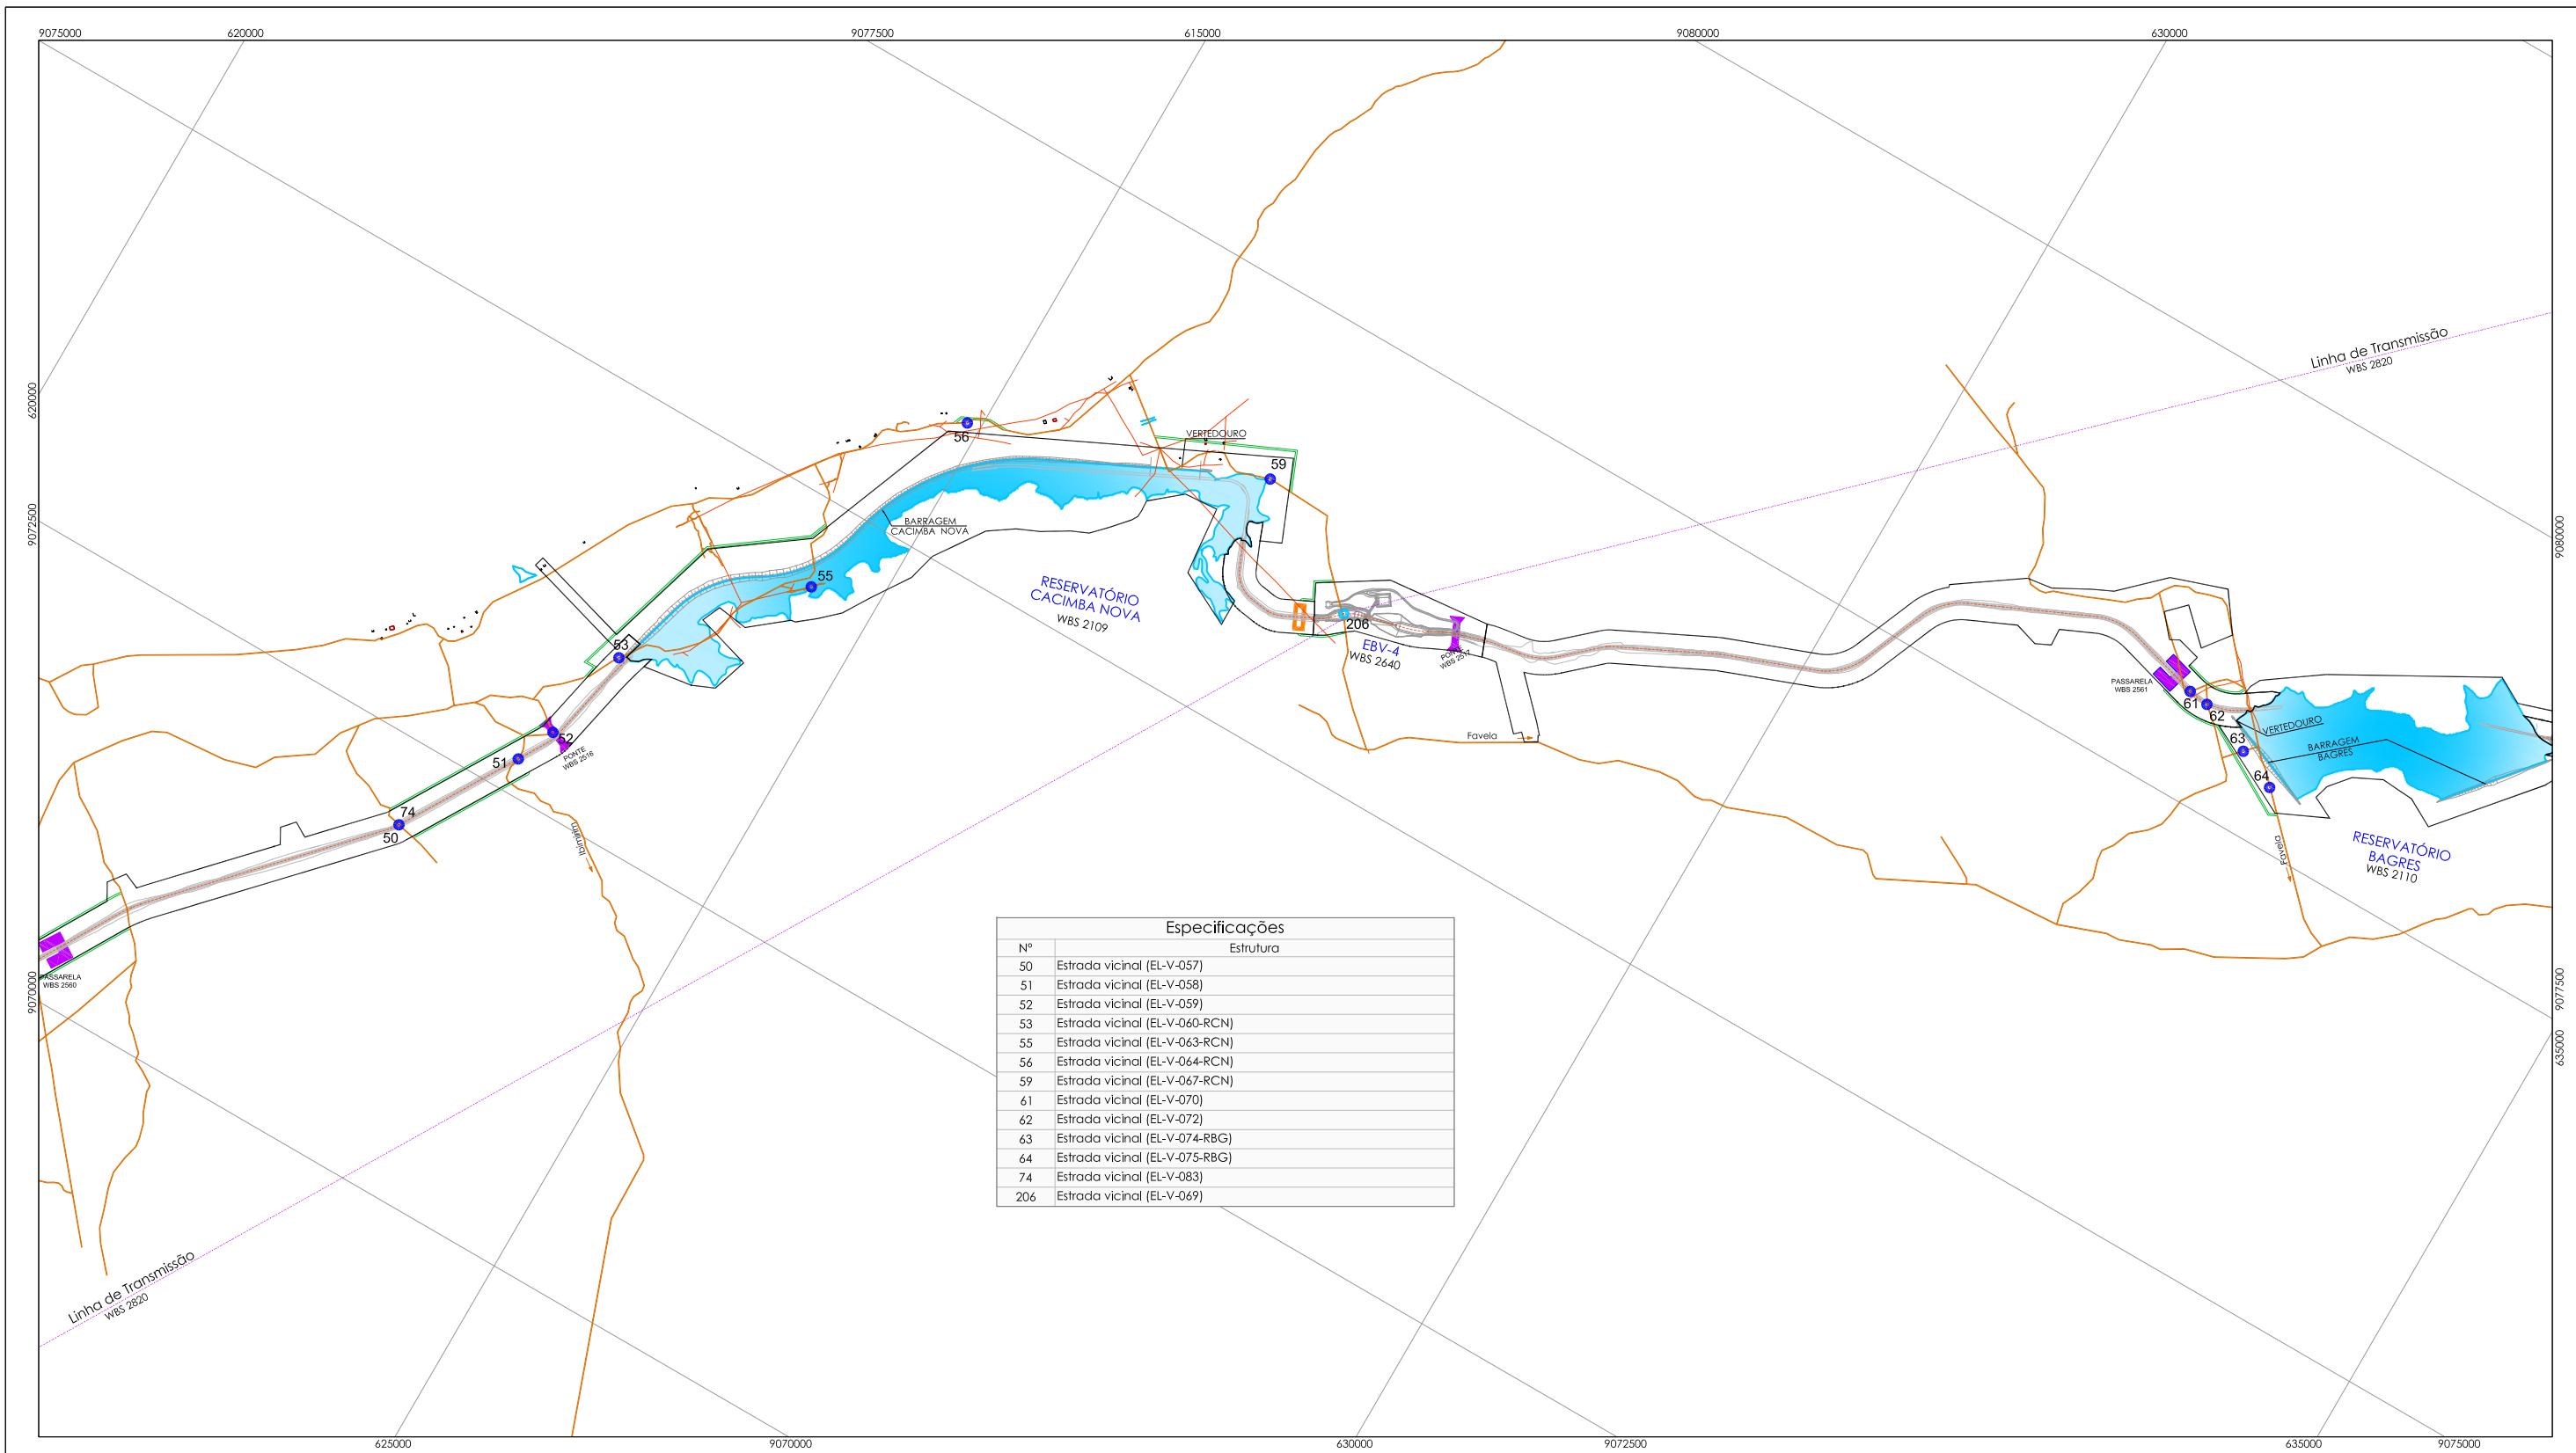 9075000
620000
9077500
615000
9080000
630000
620000
9072500
9070000
9080000
9077500
635000
625000
9070000
630000
9072500
635000
9075000
Linha de Transmissão
WBS 2820
56
VERTEDOURO
59
BARRAGEM
CACIMBA NOVA
55
RESERVATÓRIO
CACIMBA NOVA
WBS 2109
206
EBV-4
WBS 2640
WBS 2517
53
52
PONTE
WBS 2516
51
74
50
Ibimirim
Favela
PASSARELA
WBS 2561
61
62
VERTEDOURO
63
BARRAGEM
BAGRES
64
Favela
RESERVATÓRIO
BAGRES
WBS 2110
PASSARELA
WBS 2560
Linha de Transmissão
WBS 2820
Especificações
Nº Estrutura
50 Estrada vicinal (EL-V-057)
51 Estrada vicinal (EL-V-058)
52 Estrada vicinal (EL-V-059)
53 Estrada vicinal (EL-V-060-RCN)
55 Estrada vicinal (EL-V-063-RCN)
56 Estrada vicinal (EL-V-064-RCN)
59 Estrada vicinal (EL-V-067-RCN)
61 Estrada vicinal (EL-V-070)
62 Estrada vicinal (EL-V-072)
63 Estrada vicinal (EL-V-074-RBG)
64 Estrada vicinal (EL-V-075-RBG)
74 Estrada vicinal (EL-V-083)
206 Estrada vicinal (EL-V-069)